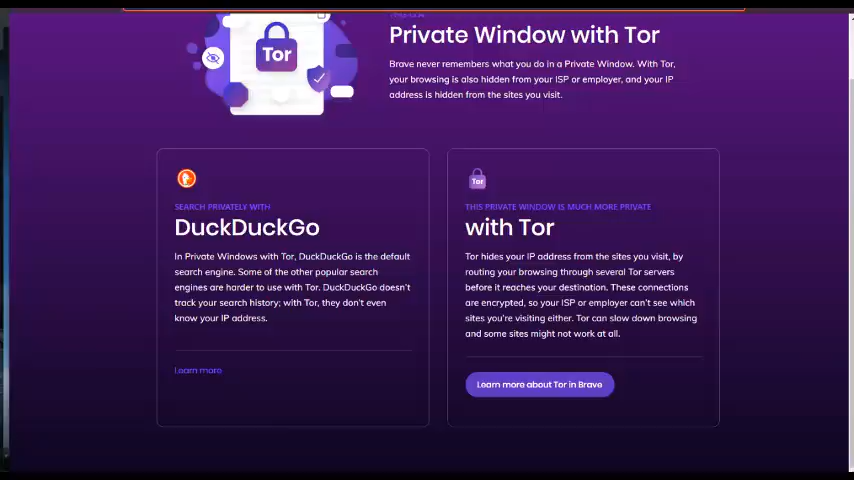 Tor
Private Window with Tor
Brave never remembers what you do in a Private Window. With Tor,
your browsing is also hidden from your ISP or employer, and your IP
address is hidden from the sites you visit.
SEARCH PRIVATELY WITH
DuckDuckGo
In Private Windows with Tor, DuckDuckGo is the default
search engine. Some of the other popular search
engines are harder to use with Tor. DuckDuckGo doesn't
track your search history; with Tor, they don't even
know your IP address.
Learn more
Tor
THIS PRIVATE WINDOW IS MUCH MORE PRIVATE
with Tor
Tor hides your IP address from the sites you visit, by
routing your browsing through several Tor servers
before it reaches your destination. These connections
are encrypted, so your ISP or employer can't see which
sites you're visiting either. Tor can slow down browsing
and some sites might not work at all.
Learn more about Tor in Brave